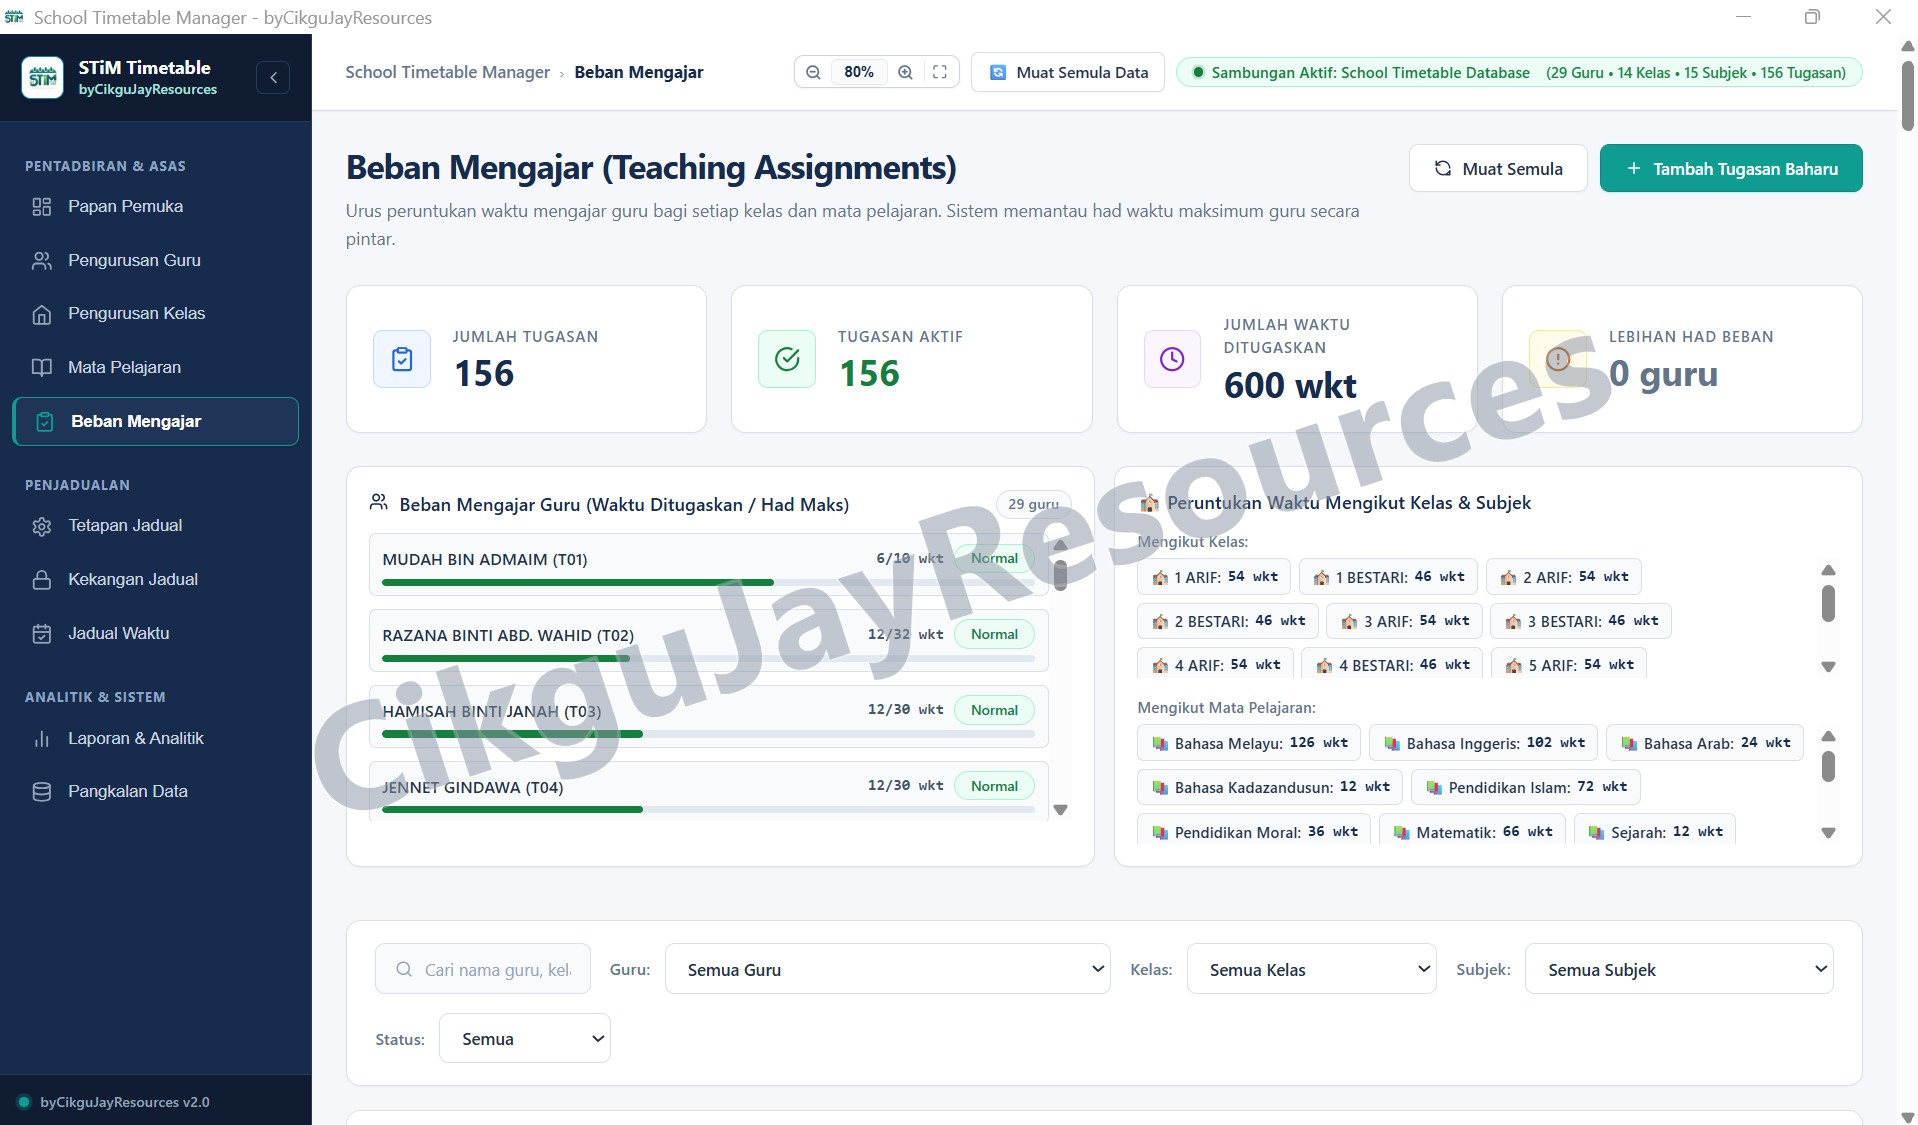 School Timetable Manager - byCikguJayResources
STiM
STiM Timetable
byCikguJayResources
School Timetable Manager › Beban Mengajar
80%
Muat Semula Data
Sambungan Aktif: School Timetable Database (29 Guru • 14 Kelas • 15 Subjek • 156 Tugasan)
PENTADBIRAN & ASAS
Papan Pemuka
Pengurusan Guru
Pengurusan Kelas
Mata Pelajaran
Beban Mengajar
PENJADUALAN
Tetapan Jadual
Kekangan Jadual
Jadual Waktu
ANALITIK & SISTEM
Laporan & Analitik
Pangkalan Data
byCikguJayResources v2.0
Beban Mengajar (Teaching Assignments)
Urus peruntukan waktu mengajar guru bagi setiap kelas dan mata pelajaran. Sistem memantau had waktu maksimum guru secara
pintar.
Muat Semula
+ Tambah Tugasan Baharu
JUMLAH TUGASAN
156
TUGASAN AKTIF
156
JUMLAH WAKTU
DITUGASKAN
600 wkt
LEBIHAN HAD BEBAN
0 guru
Beban Mengajar Guru (Waktu Ditugaskan / Had Maks)
29 guru
MUDAH BIN ADMAIM (T01) 6/10 wkt Normal
RAZANA BINTI ABD. WAHID (T02) 12/32 wkt Normal
HAMISAH BINTI JANAH (T03) 12/30 wkt Normal
JENNET GINDAWA (T04) 12/30 wkt Normal
Peruntukan Waktu Mengikut Kelas & Subjek
Mengikut Kelas:
1 ARIF: 54 wkt 1 BESTARI: 46 wkt 2 ARIF: 54 wkt
2 BESTARI: 46 wkt 3 ARIF: 54 wkt 3 BESTARI: 46 wkt
4 ARIF: 54 wkt 4 BESTARI: 46 wkt 5 ARIF: 54 wkt
Mengikut Mata Pelajaran:
Bahasa Melayu: 126 wkt Bahasa Inggeris: 102 wkt Bahasa Arab: 24 wkt
Bahasa Kadazandusun: 12 wkt Pendidikan Islam: 72 wkt
Pendidikan Moral: 36 wkt Matematik: 66 wkt Sejarah: 12 wkt
CikguJayResources
Cari nama guru, kel
Guru: Semua Guru
Kelas: Semua Kelas
Subjek: Semua Subjek
Status: Semua